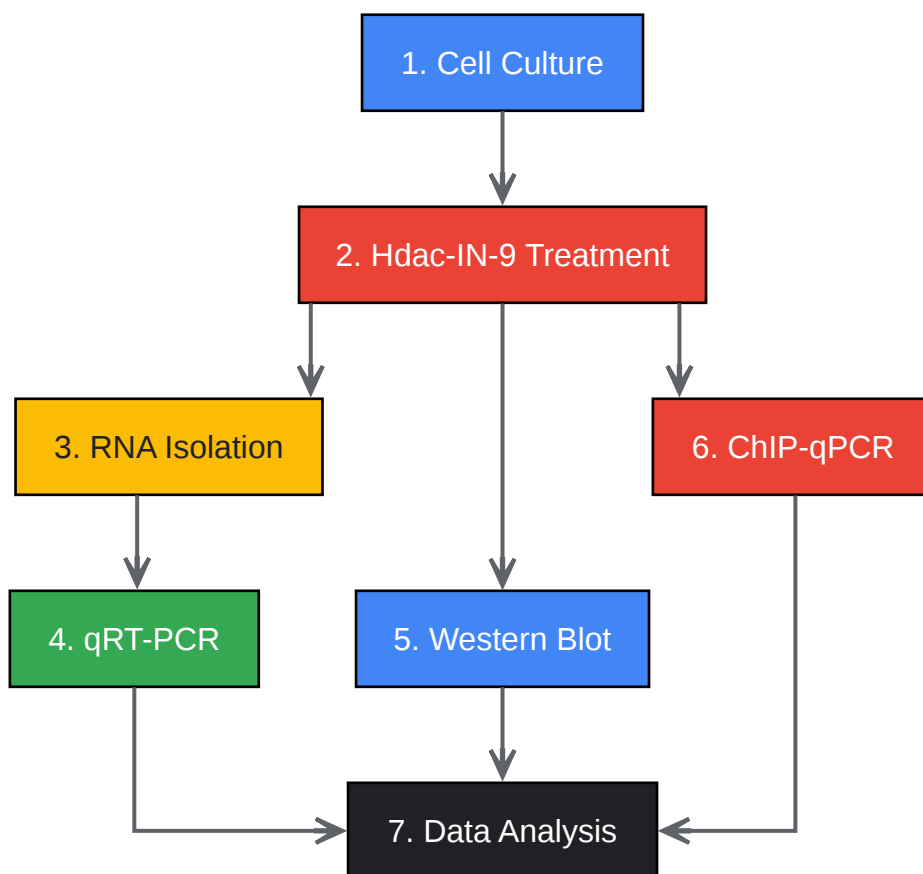 1. Cell Culture
2. Hdac-IN-9 Treatment
3. RNA Isolation
6. ChIP-qPCR
4. qRT-PCR
5. Western Blot
7. Data Analysis